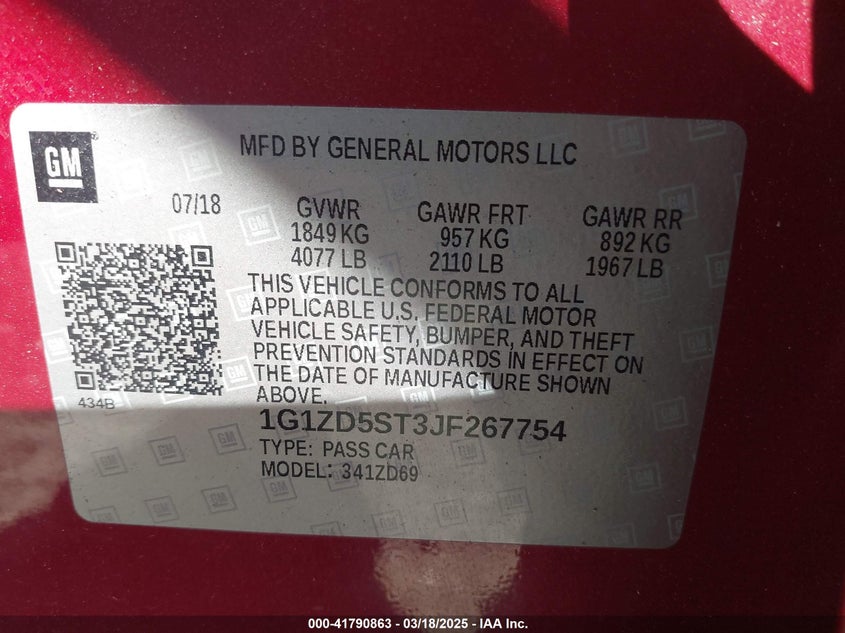 GM
MFD BY GENERAL MOTORS LLC
07/18
GVWR
1849 KG
4077 LB
GAWR FRT
957 KG
2110 LB
GAWR RR
892 KG
1967 LB
THIS VEHICLE CONFORMS TO ALL
APPLICABLE U.S. FEDERAL MOTOR
VEHICLE SAFETY, BUMPER, AND THEFT
PREVENTION STANDARDS IN EFFECT ON
THE DATE OF MANUFACTURE SHOWN
ABOVE.
434B
1G1ZD5ST3JF267754
TYPE: PASS CAR
MODEL: 341ZD69
000-41790863 - 03/18/2025 - IAA Inc.